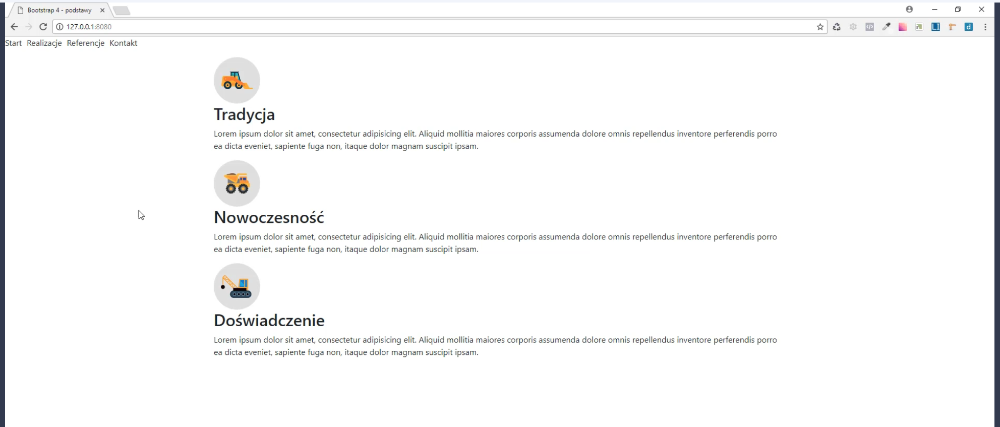 Bootstrap 4 - podstawy
127.0.0.1:8080
Start Realizacje Referencje Kontakt
Tradycja
Lorem ipsum dolor sit amet, consectetur adipisicing elit. Aliquid mollitia maiores corporis assumenda dolore omnis repellendus inventore perferendis porro
ea dicta eveniet, sapiente fuga non, itaque dolor magnam suscipit ipsam.
Nowoczesność
Lorem ipsum dolor sit amet, consectetur adipisicing elit. Aliquid mollitia maiores corporis assumenda dolore omnis repellendus inventore perferendis porro
ea dicta eveniet, sapiente fuga non, itaque dolor magnam suscipit ipsam.
Doświadczenie
Lorem ipsum dolor sit amet, consectetur adipisicing elit. Aliquid mollitia maiores corporis assumenda dolore omnis repellendus inventore perferendis porro
ea dicta eveniet, sapiente fuga non, itaque dolor magnam suscipit ipsam.